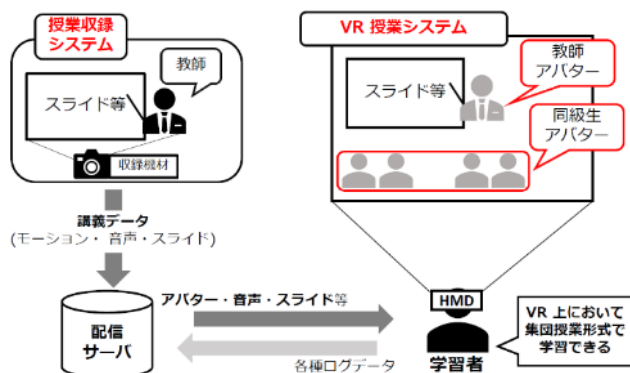 授業収録
システム
教師
スライド等
収録機材
講義データ
(モーション・音声・スライド)
配信
サーバ
アバター・音声・スライド等
各種ログデータ
VR 授業システム
教師
アバター
スライド等
同級生
アバター
HMD
学習者
VR 上において
集団授業形式で
学習できる